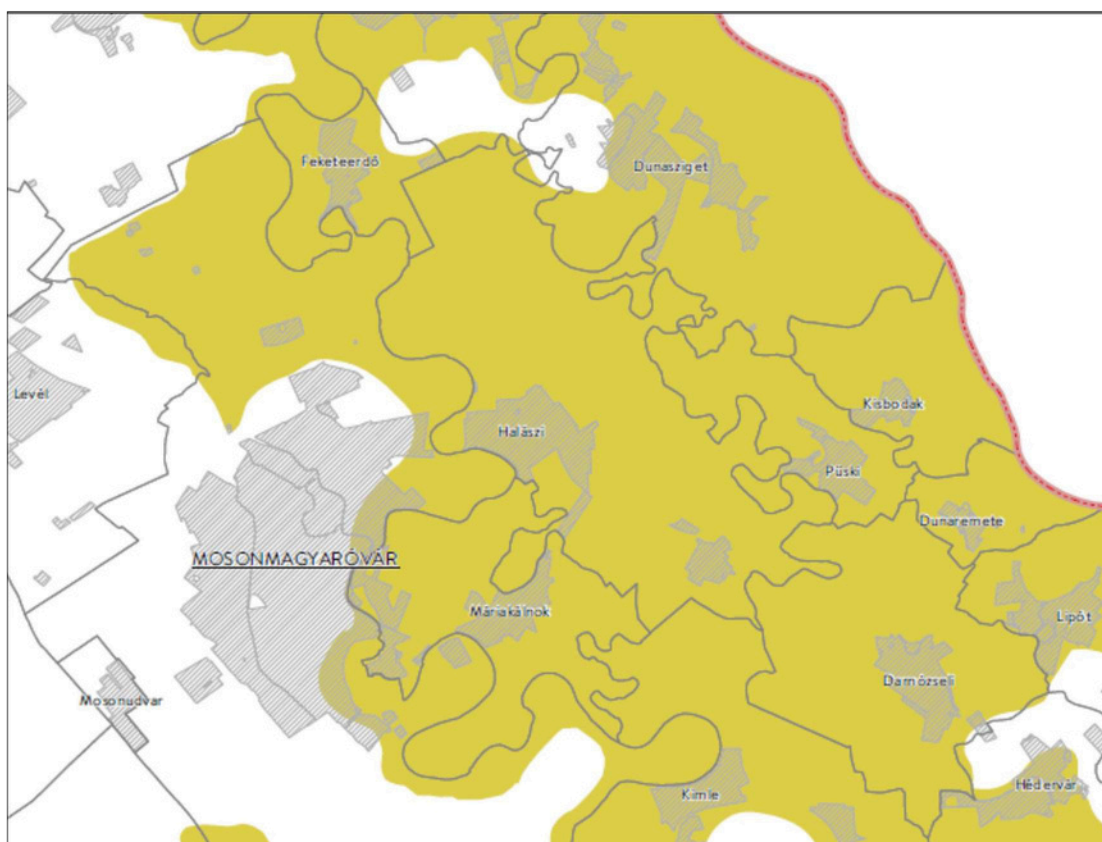 Feketeerdő
Dunasziget
Levél
Kisbodak
Halászi
Püski
Dunaremete
MOSONMAGYARÓVÁR
Máriakálnok
Lipót
Darnózseli
Mosonudvar
Hédervár
Kimle